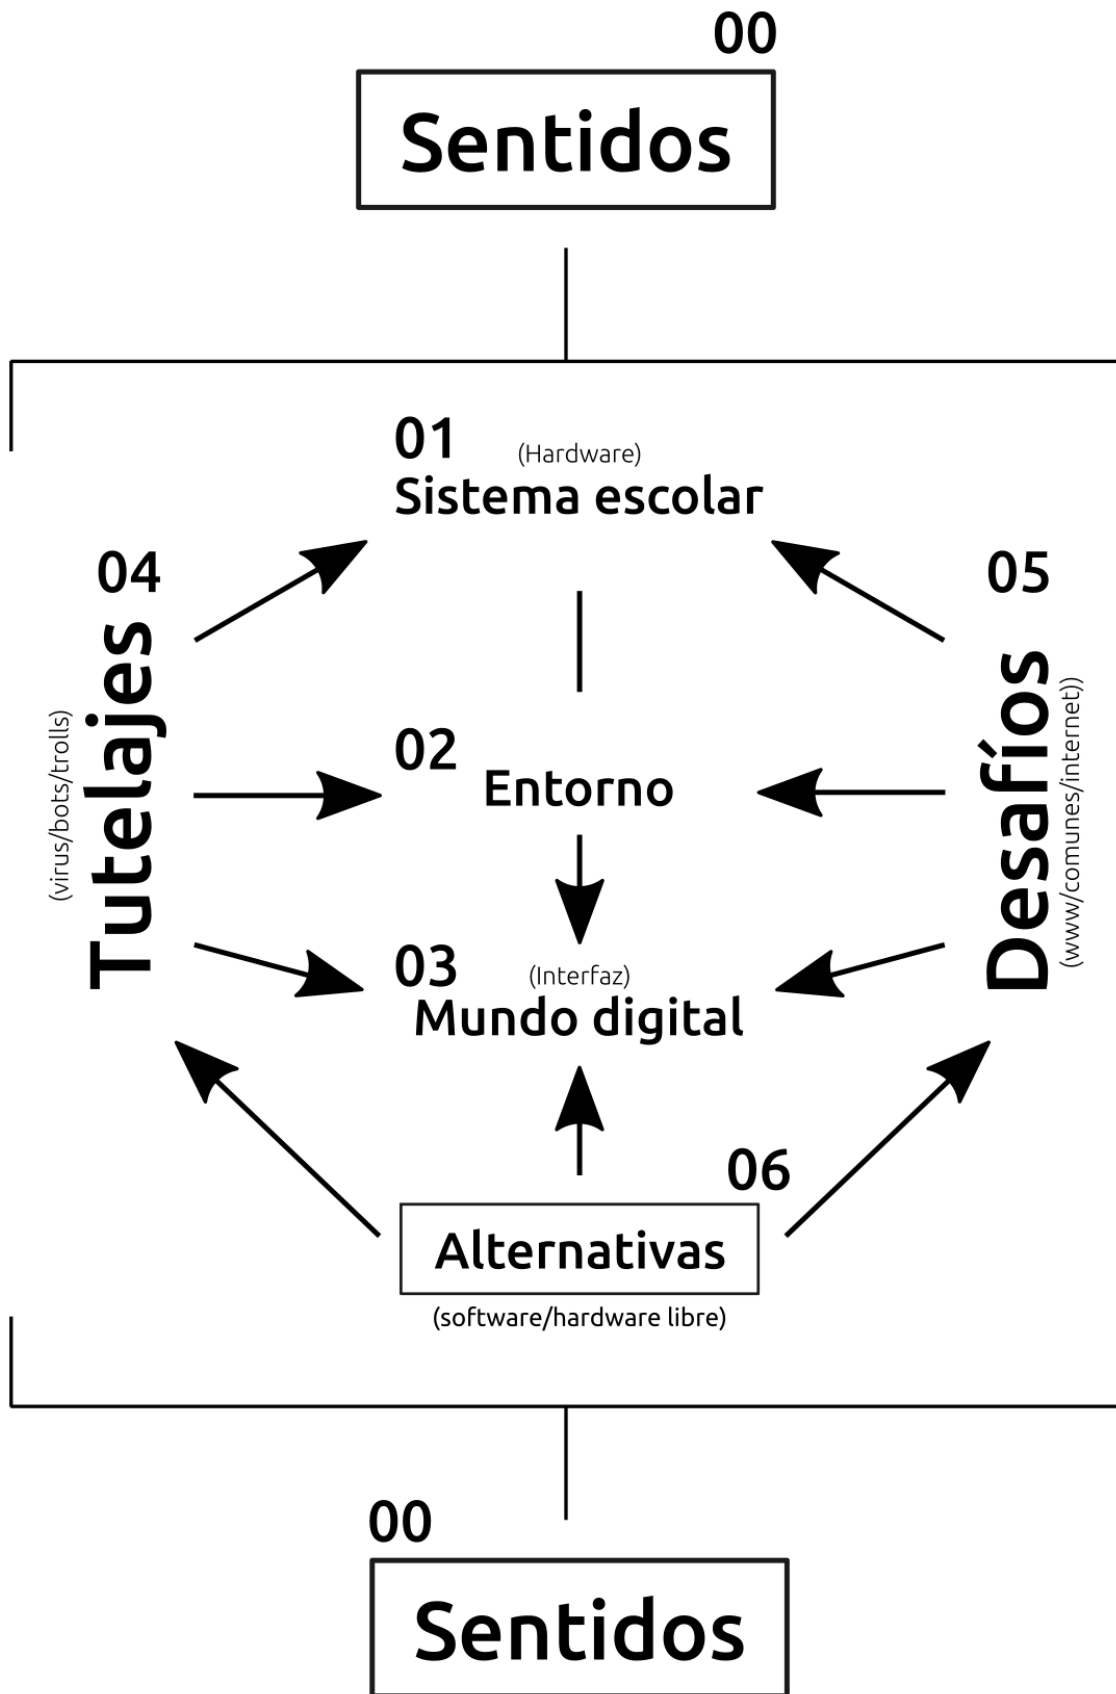 00
Sentidos
01
(Hardware)
Sistema escolar
04
Tutelajes
(virus/bots/trolls)
05
Desafíos
(www/comunes/internet))
02
Entorno
03
(Interfaz)
Mundo digital
06
Alternativas
(software/hardware libre)
00
Sentidos